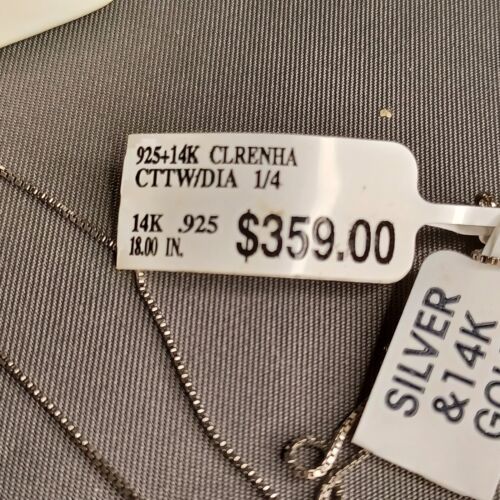 925+14K CLRENHA
CTTW/DIA 1/4
14K .925 $359.00
18.00 IN.
SILVER
&14K